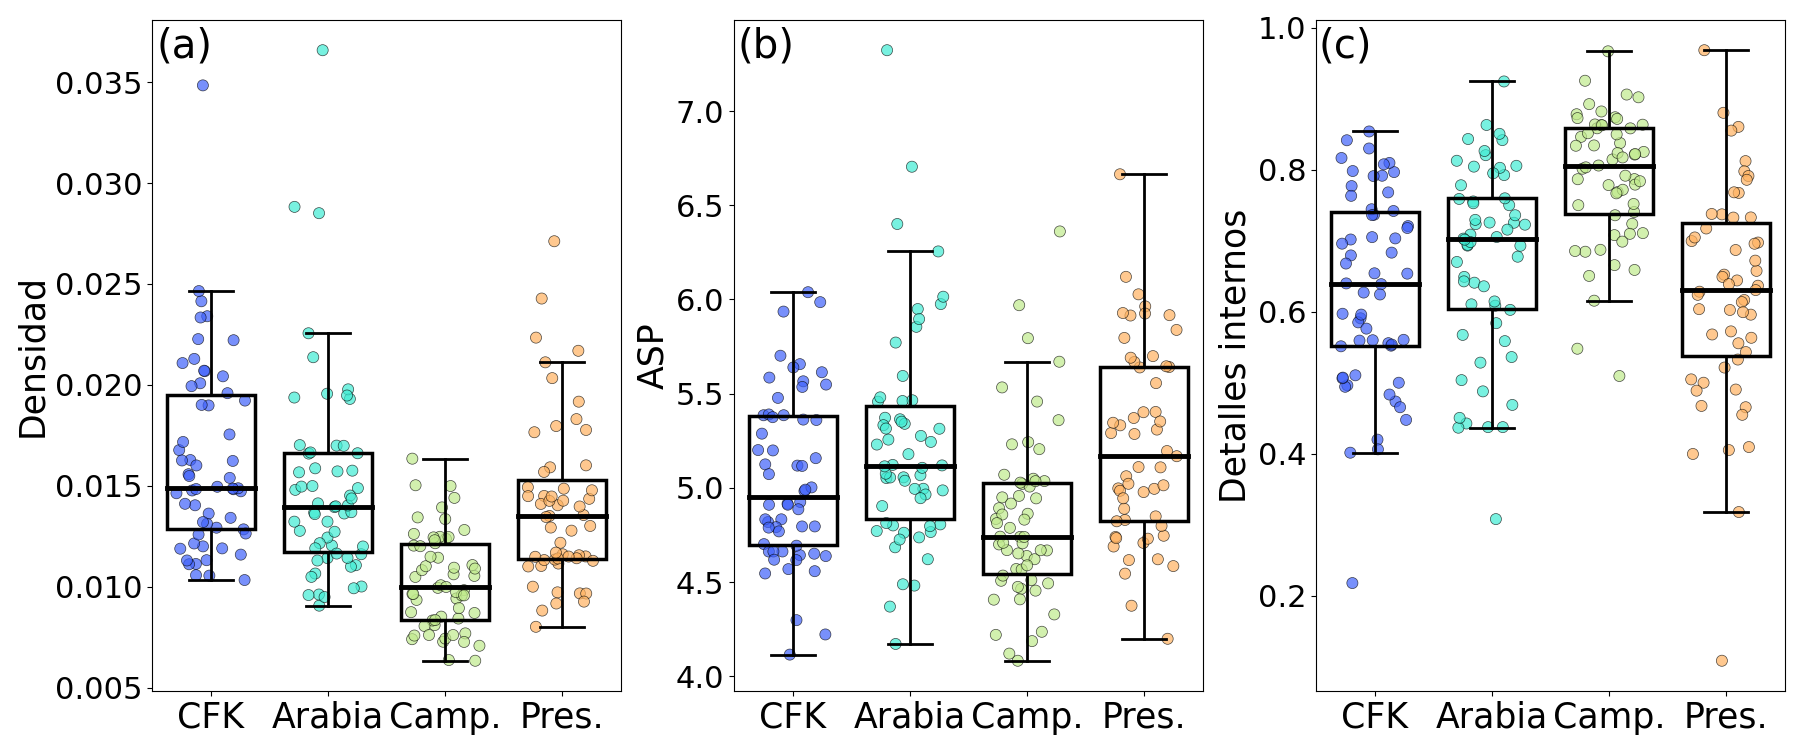 (a)
Densidad
0.035
0.030
0.025
0.020
0.015
0.010
0.005
CFK Arabia Camp. Pres.
(b)
ASP
7.0
6.5
6.0
5.5
5.0
4.5
4.0
CFK Arabia Camp. Pres.
(c)
Detalles internos
1.0
0.8
0.6
0.4
0.2
CFK Arabia Camp. Pres.